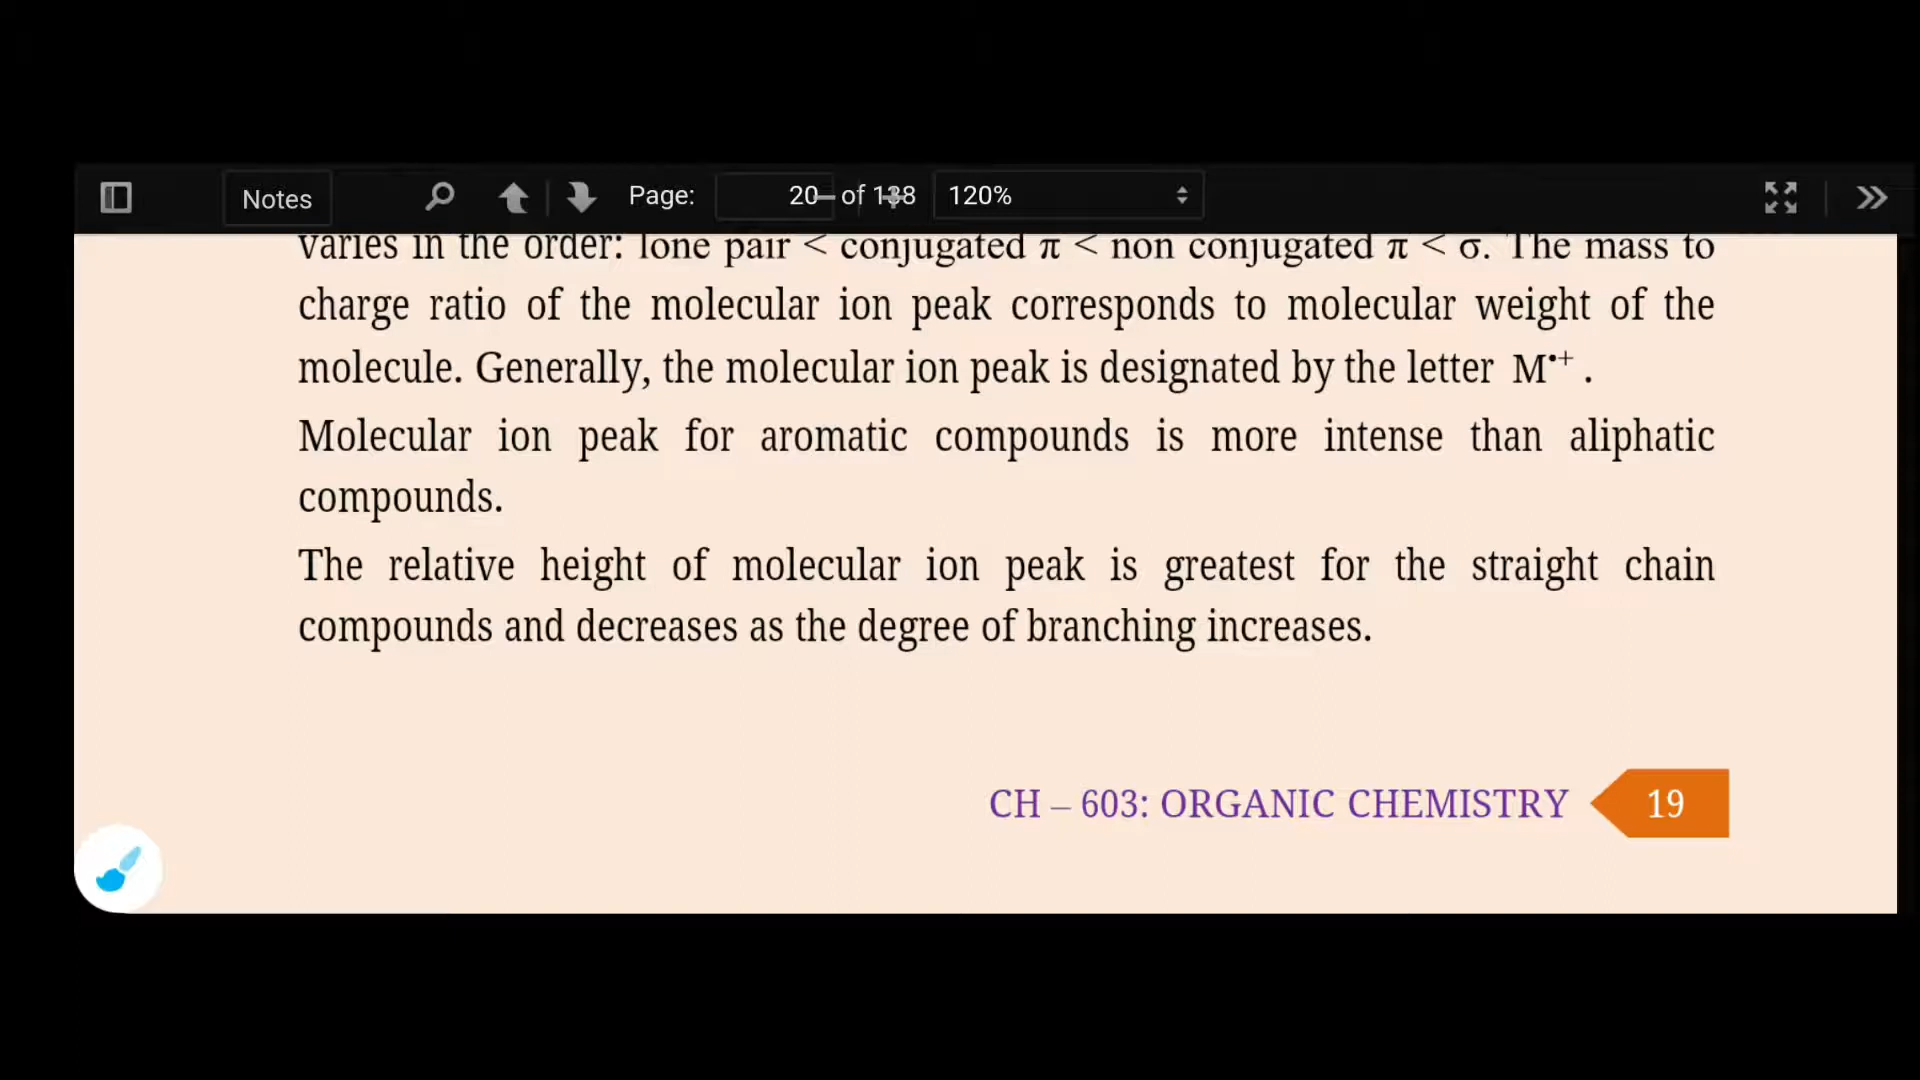 Notes Page: 20 of 138 120%
varies in the order: lone pair < conjugated π < non conjugated π < σ. The mass to
charge ratio of the molecular ion peak corresponds to molecular weight of the
molecule. Generally, the molecular ion peak is designated by the letter M•+ .
Molecular ion peak for aromatic compounds is more intense than aliphatic
compounds.
The relative height of molecular ion peak is greatest for the straight chain
compounds and decreases as the degree of branching increases.
CH – 603: ORGANIC CHEMISTRY 19